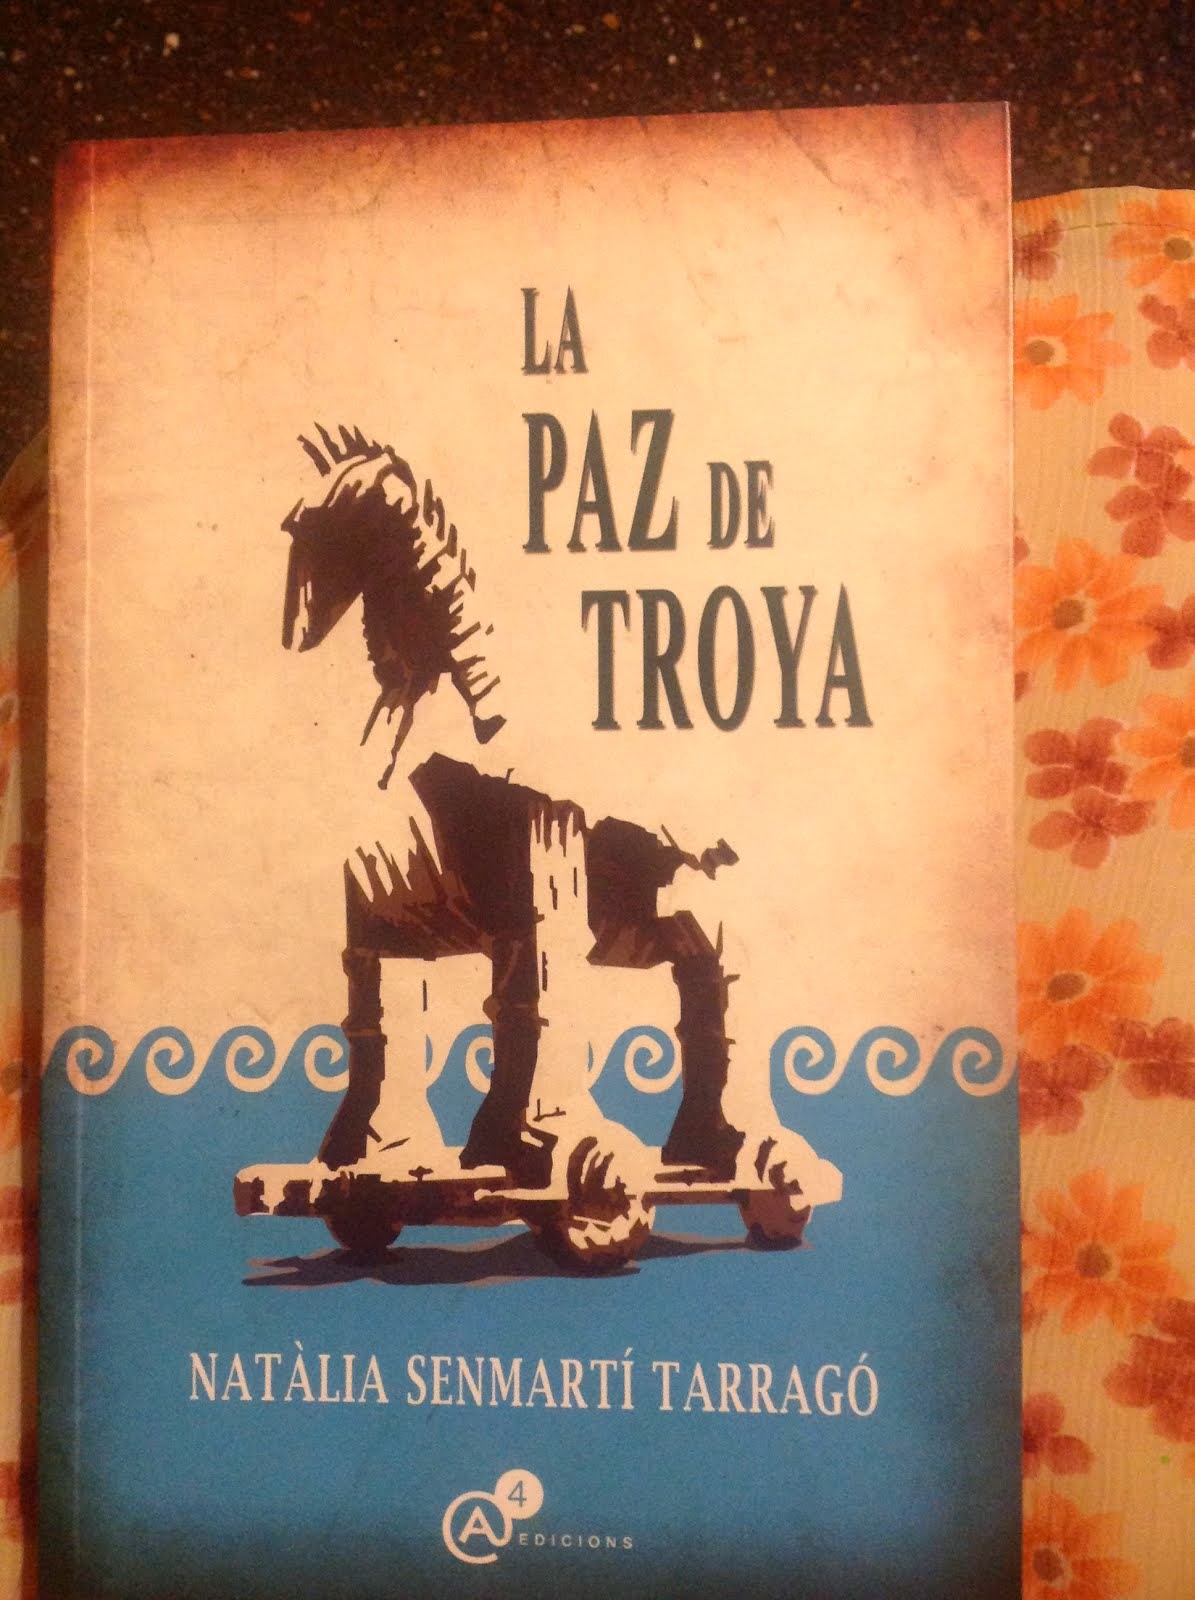 LA
PAZ DE
TROYA
NATÀLIA SENMARTÍ TARRAGÓ
A4
EDICIONS